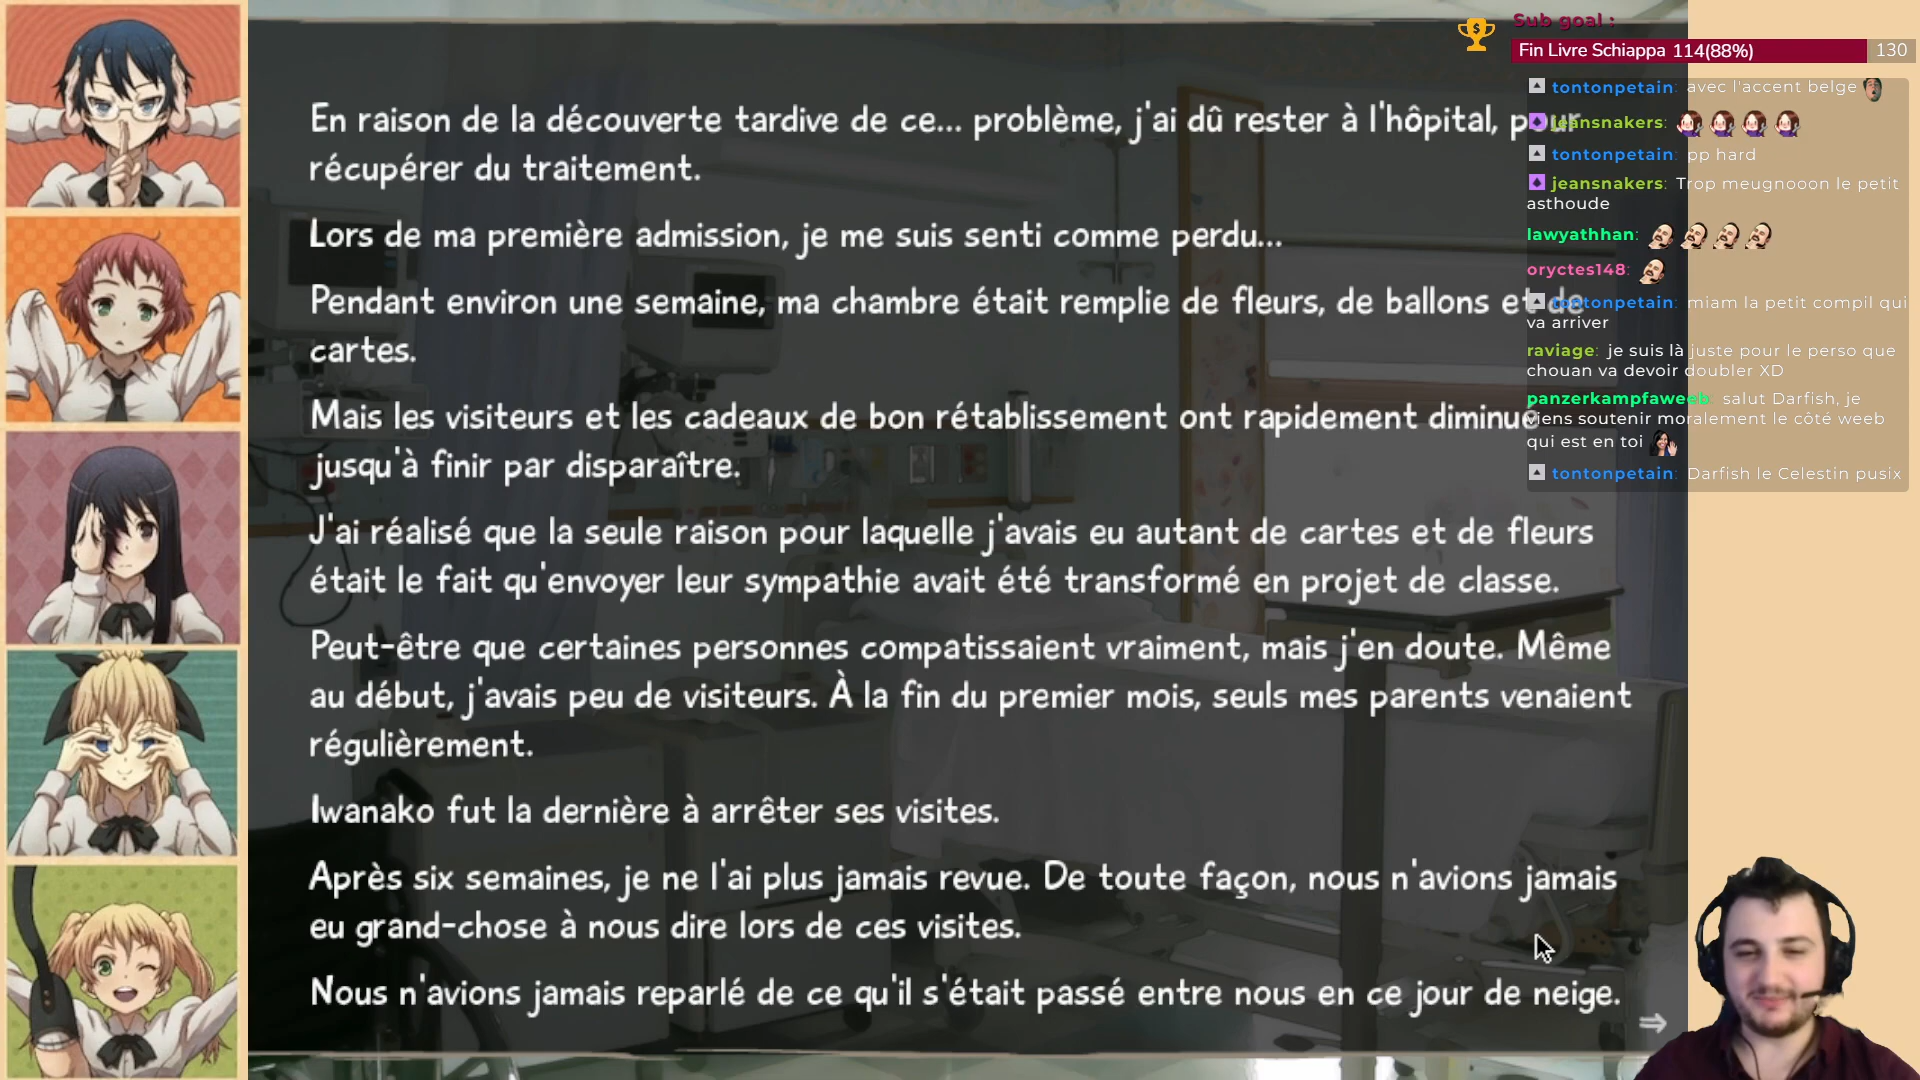 En raison de la découverte tardive de ce... problème, j'ai dû rester à l'hôpital, pour
récupérer du traitement.
Lors de ma première admission, je me suis senti comme perdu...
Pendant environ une semaine, ma chambre était remplie de fleurs, de ballons et de
cartes.
Mais les visiteurs et les cadeaux de bon rétablissement ont rapidement diminué
jusqu'à finir par disparaître.
J'ai réalisé que la seule raison pour laquelle j'avais eu autant de cartes et de fleurs
était le fait qu'envoyer leur sympathie avait été transformé en projet de classe.
Peut-être que certaines personnes compatissaient vraiment, mais j'en doute. Même
au début, j'avais peu de visiteurs. À la fin du premier mois, seuls mes parents venaient
régulièrement.
Iwanako fut la dernière à arrêter ses visites.
Après six semaines, je ne l'ai plus jamais revue. De toute façon, nous n'avions jamais
eu grand-chose à nous dire lors de ces visites.
Nous n'avions jamais reparlé de ce qu'il s'était passé entre nous en ce jour de neige.
Sub goal :
Fin Livre Schiappa 114(88%) 130
tontonpetain: avec l'accent belge
jeansnakers:
tontonpetain: pp hard
jeansnakers: Trop meugnooon le petit
asthoude
lawyathhan:
oryctes148:
tontonpetain: miam la petit compil qui
va arriver
raviage: je suis là juste pour le perso que
chouan va devoir doubler XD
panzerkampfaweeb: salut Darfish, je
viens soutenir moralement le côté weeb
qui est en toi
tontonpetain: Darfish le Celestin pusix